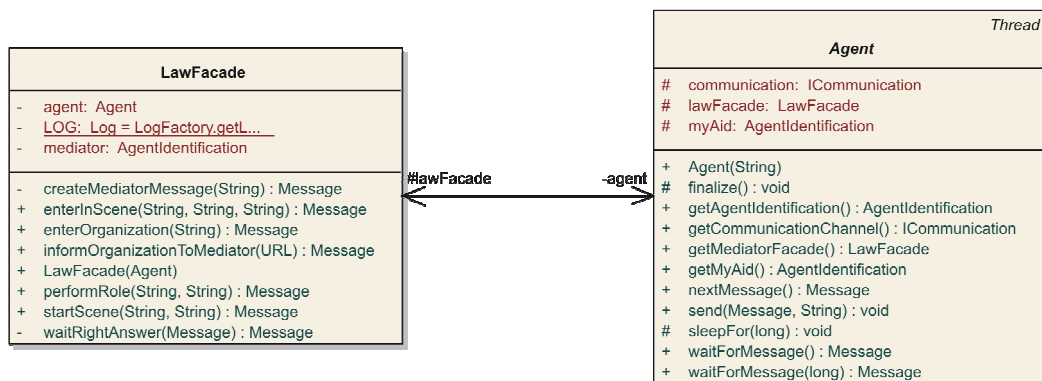 LawFacade
- agent: Agent
- LOG: Log = LogFactory.getL...
- mediator: AgentIdentification
- createMediatorMessage(String) : Message
+ enterInScene(String, String, String) : Message
+ enterOrganization(String) : Message
+ informOrganizationToMediator(URL) : Message
+ LawFacade(Agent)
+ performRole(String, String) : Message
+ startScene(String, String) : Message
- waitRightAnswer(Message) : Message
#lawFacade
-agent
Thread
Agent
# communication: ICommunication
# lawFacade: LawFacade
# myAid: AgentIdentification
+ Agent(String)
# finalize() : void
+ getAgentIdentification() : AgentIdentification
+ getCommunicationChannel() : ICommunication
+ getMediatorFacade() : LawFacade
+ getMyAid() : AgentIdentification
+ nextMessage() : Message
+ send(Message, String) : void
# sleepFor(long) : void
+ waitForMessage() : Message
+ waitForMessage(long) : Message